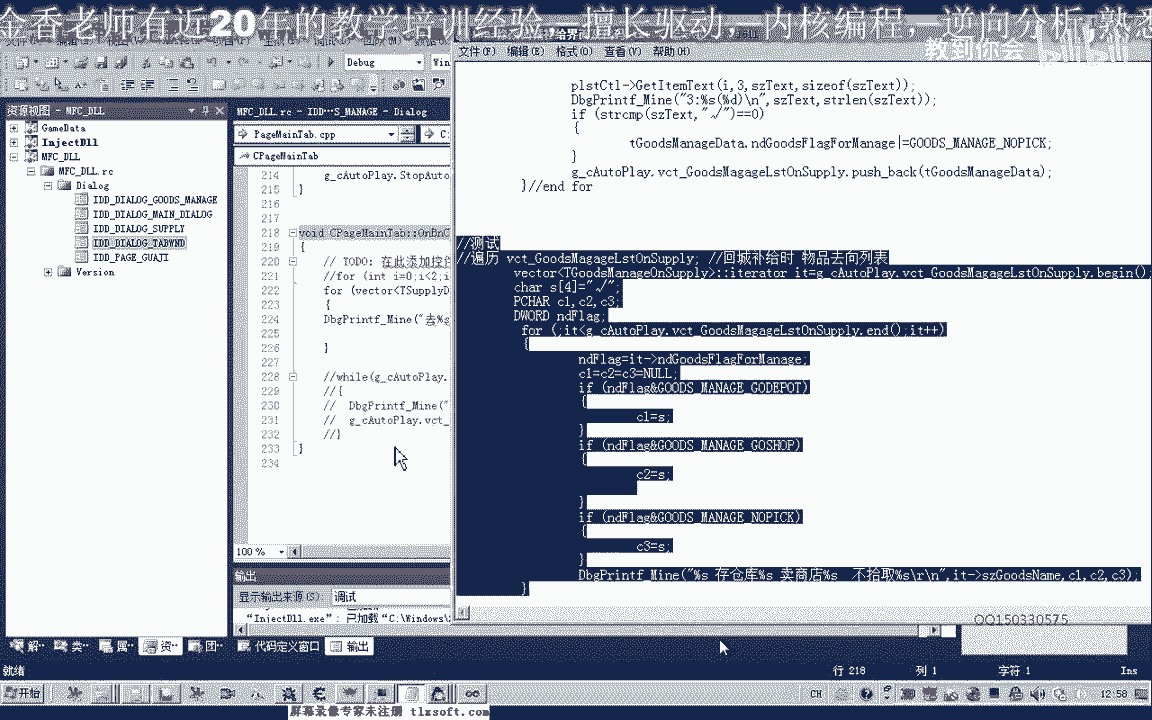 金香老师有近20年的教学培训经验 擅长驱动，内核编程，逆向分析,熟悉
教到你会 bilibili
文件(F) 编辑(E) 格式(O) 查看(V) 帮助(H)
Debug
Win
资源视图 - MFC_DLL
GameData
InjectDll
MFC_DLL
MFC_DLL.rc
Dialog
IDD_DIALOG_GOODS_MANAGE
IDD_DIALOG_MAIN_DIALOG
IDD_DIALOG_SUPPLY
IDD_DIALOG_TABWND
IDD_PAGE_GUAJI
Version
MFC_DLL.rc - IDD···S_MANAGE - Dialog
PageMainTab.cpp
CPageMainTab
214 g_cAutoPlay.StopAuto
215 }
216
217
218 void CPageMainTab::OnBnC
219 {
220 // TODO: 在此添加控件
221 //for (int i=0;i<2;i
222 for (vector<TSupplyD
223 {
224 DbgPrintf_Mine("去%s
225
226 }
227
228 //while(g_cAutoPlay.
229 //{
230 // DbgPrintf_Mine("
231 // g_cAutoPlay.vct_
232 //}
233 }
234
100 %
输出
显示输出来源(S): 调试
"InjectDll.exe": 已加载"C:\Windows\
plstCtl->GetItemText(i,3,szText,sizeof(szText));
DbgPrintf_Mine("3:%s(%d)\n",szText,strlen(szText));
if (strcmp(szText,"√")==0)
{
tGoodsManageData.ndGoodsFlagForManage|=GOODS_MANAGE_NOPICK;
}
g_cAutoPlay.vct_GoodsMagageLstOnSupply.push_back(tGoodsManageData);
}//end for
//测试
//遍历 vct_GoodsMagageLstOnSupply; //回城补给时 物品去向列表
vector<TGoodsManageOnSupply>::iterator it=g_cAutoPlay.vct_GoodsMagageLstOnSupply.begin();
char s[4]="√";
PCHAR c1,c2,c3;
DWORD ndFlag;
for (;it<g_cAutoPlay.vct_GoodsMagageLstOnSupply.end();it++)
{
ndFlag=it->ndGoodsFlagForManage;
c1=c2=c3=NULL;
if (ndFlag&GOODS_MANAGE_GODEPOT)
{
c1=s;
}
if (ndFlag&GOODS_MANAGE_GOSHOP)
{
c2=s;
}
if (ndFlag&GOODS_MANAGE_NOPICK)
{
c3=s;
}
DbgPrintf_Mine("%s 存仓库%s 卖商店%s 不拾取%s\r\n",it->szGoodsName,c1,c2,c3);
}
QQ150330575
解·· 类·· 属·· 资·· 团·· 代码定义窗口 输出
就绪 行 218 列 1 字符 1 Ins
开始 CH 12:58
屏幕录像专家未注册 tlxsoft.com